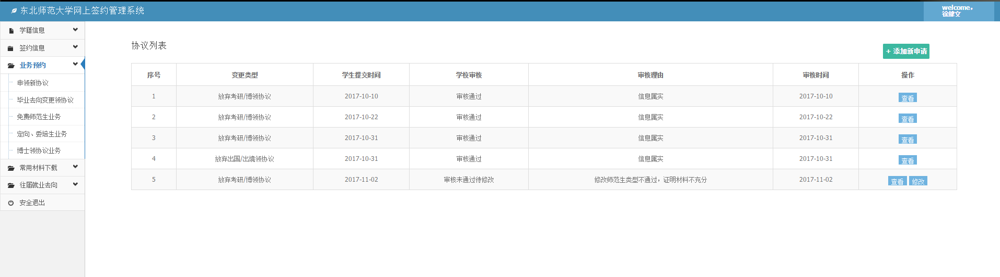 东北师范大学网上签约管理系统
welcome,
徐健文
学籍信息
签约信息
业务预约
申领新协议
毕业去向变更领协议
免费师范生业务
定向、委培生业务
博士领协议业务
常用材料下载
往届就业去向
安全退出
协议列表
+ 添加新申请
序号 变更类型 学生提交时间 学校审核 审核理由 审核时间 操作
1 放弃考研/博领协议 2017-10-10 审核通过 信息属实 2017-10-10 查看
2 放弃考研/博领协议 2017-10-22 审核通过 信息属实 2017-10-22 查看
3 放弃考研/博领协议 2017-10-31 审核通过 信息属实 2017-10-31 查看
4 放弃出国/出境领协议 2017-10-31 审核通过 信息属实 2017-10-31 查看
5 放弃考研/博领协议 2017-11-02 审核未通过待修改 修改师范生类型不通过，证明材料不充分 2017-11-02 查看 修改